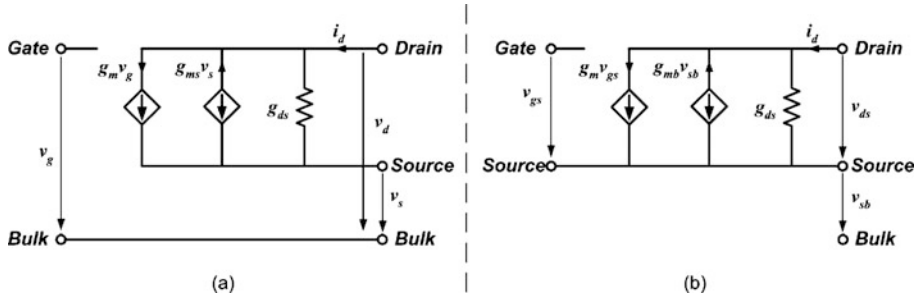 i_d
Gate
Drain
g_m v_g
g_ms v_s
g_ds
v_g
v_d
Source
v_s
Bulk
Bulk
(a)
i_d
Gate
Drain
g_m v_gs
g_mb v_sb
v_gs
g_ds
v_ds
Source
Source
v_sb
Bulk
(b)